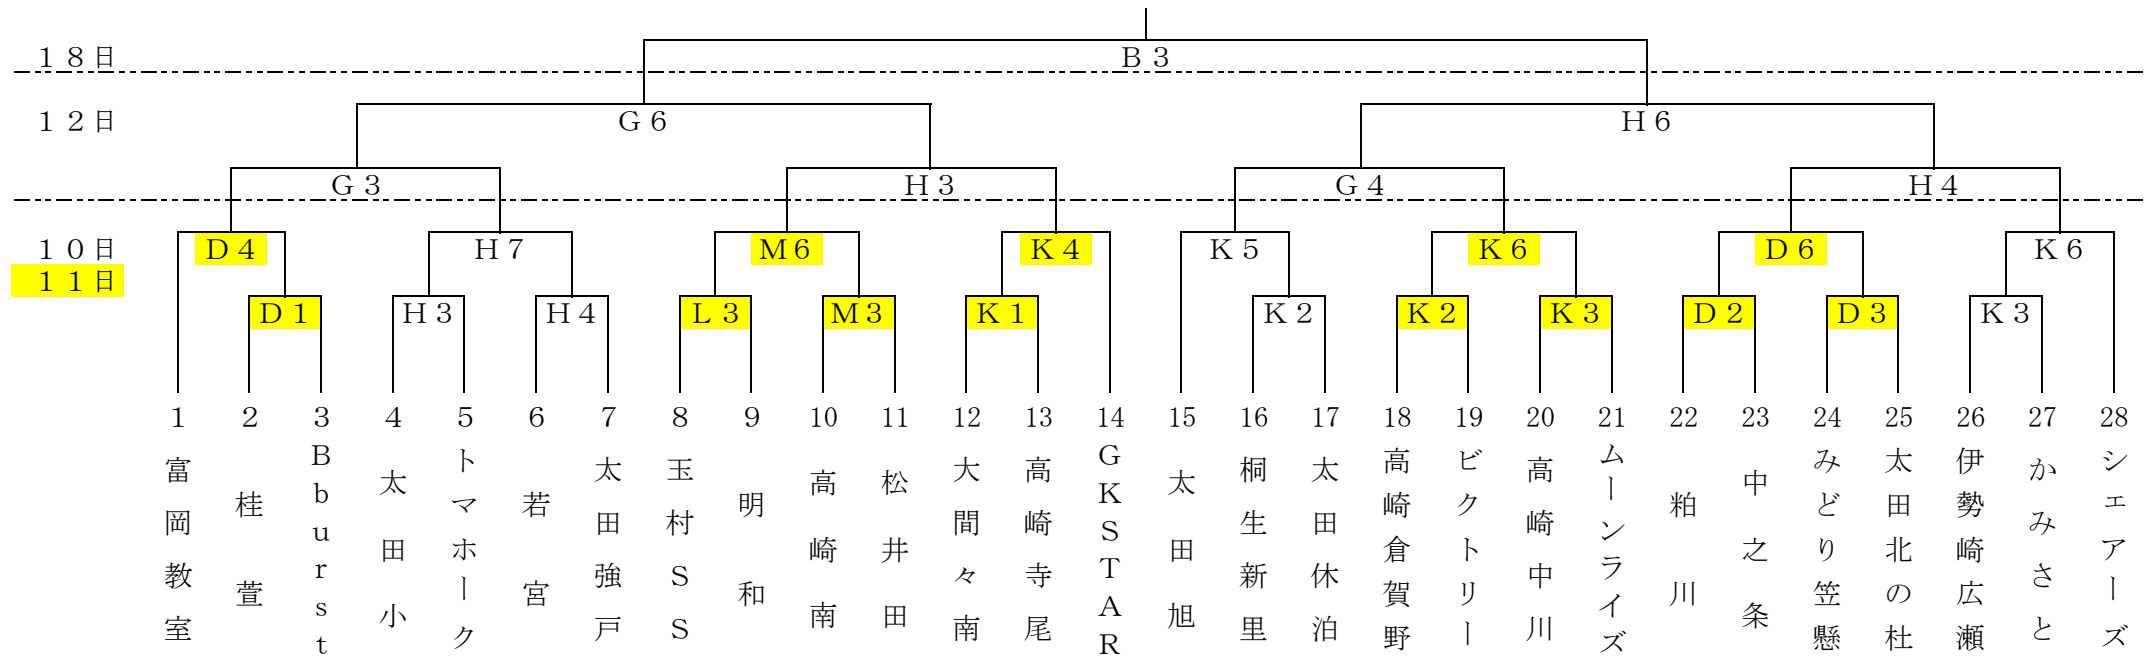 18日
B3
12日
G6
H6
G3
H3
G4
H4
10日
D4
H7
M6
K4
K5
K6
D6
K6
11日
D1
H3
H4
L3
M3
K1
K2
K2
K3
D2
D3
K3
1
2
3
4
5
6
7
8
9
10
11
12
13
14
15
16
17
18
19
20
21
22
23
24
25
26
27
28
富岡教室
桂萱
Bburst
太田小
トマホーク
若宮
太田強戸
玉村SS
明和
高崎南
松井田
大間々南
高崎寺尾
GKSTAR
太田旭
桐生新里
太田休泊
高崎倉賀野
ビクトリー
高崎中川
ムーンライズ
粕川
中之条
みどり笠懸
太田北の杜
伊勢崎広瀬
かみさと
シェアーズ